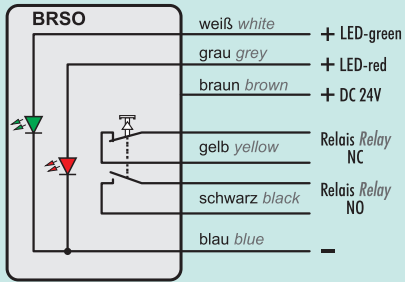 BRSO
weiß white
+ LED-green
grau grey
+ LED-red
braun brown
+ DC 24V
gelb yellow
Relais Relay
NC
schwarz black
Relais Relay
NO
blau blue
–